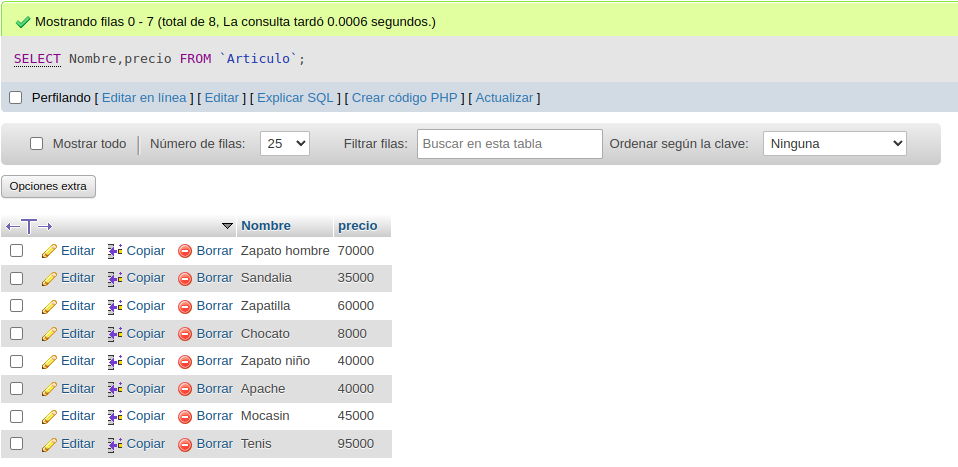 Mostrando filas 0 - 7 (total de 8, La consulta tardó 0.0006 segundos.)
SELECT Nombre,precio FROM `Articulo`;
Perfilando [ Editar en línea ] [ Editar ] [ Explicar SQL ] [ Crear código PHP ] [ Actualizar ]
Mostrar todo | Número de filas: 25 Filtrar filas: Buscar en esta tabla Ordenar según la clave: Ninguna
Opciones extra
←T→ Nombre precio
Editar Copiar Borrar Zapato hombre 70000
Editar Copiar Borrar Sandalia 35000
Editar Copiar Borrar Zapatilla 60000
Editar Copiar Borrar Chocato 8000
Editar Copiar Borrar Zapato niño 40000
Editar Copiar Borrar Apache 40000
Editar Copiar Borrar Mocasin 45000
Editar Copiar Borrar Tenis 95000